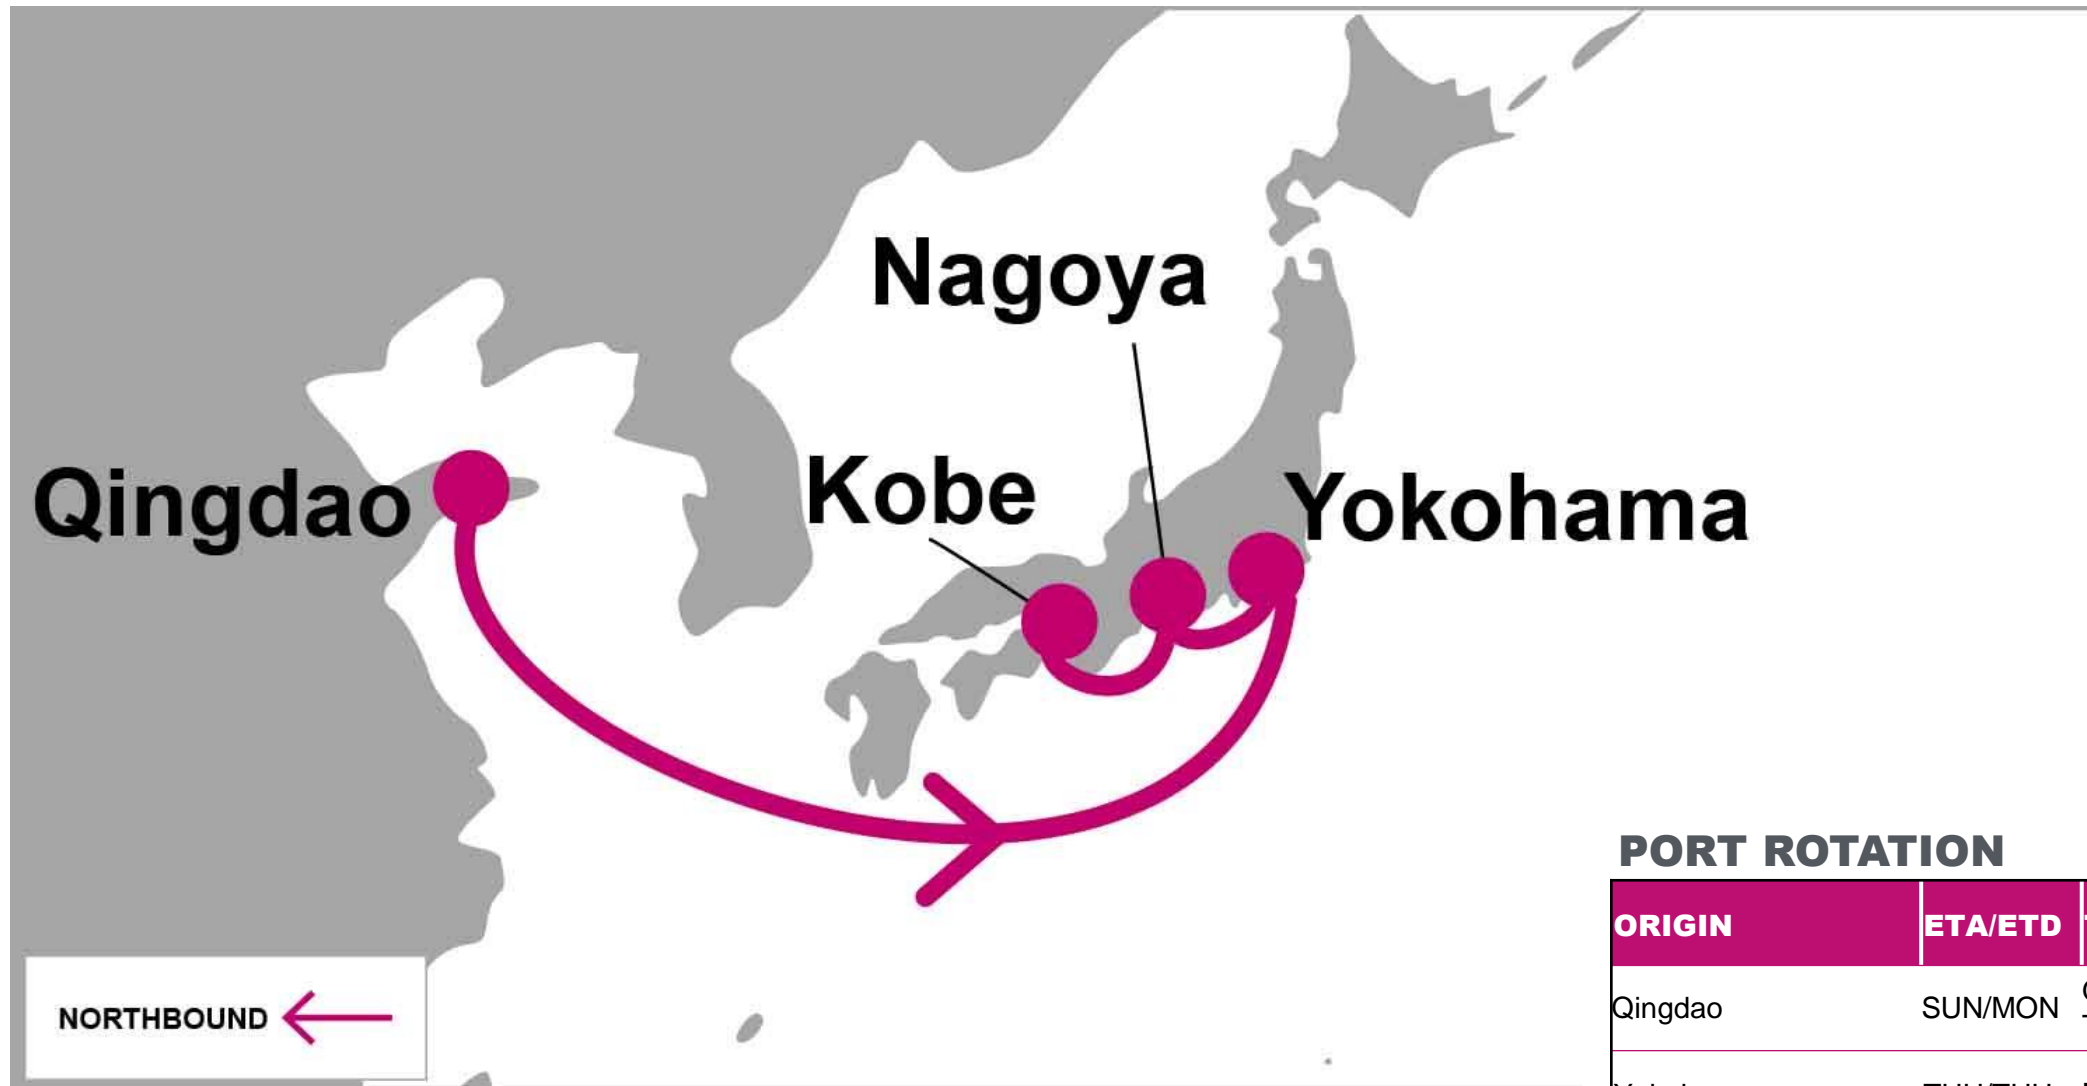 Nagoya
Kobe
Yokohama
Qingdao
NORTHBOUND
PORT ROTATION
ORIGIN ETA/ETD
Qingdao SUN/MON